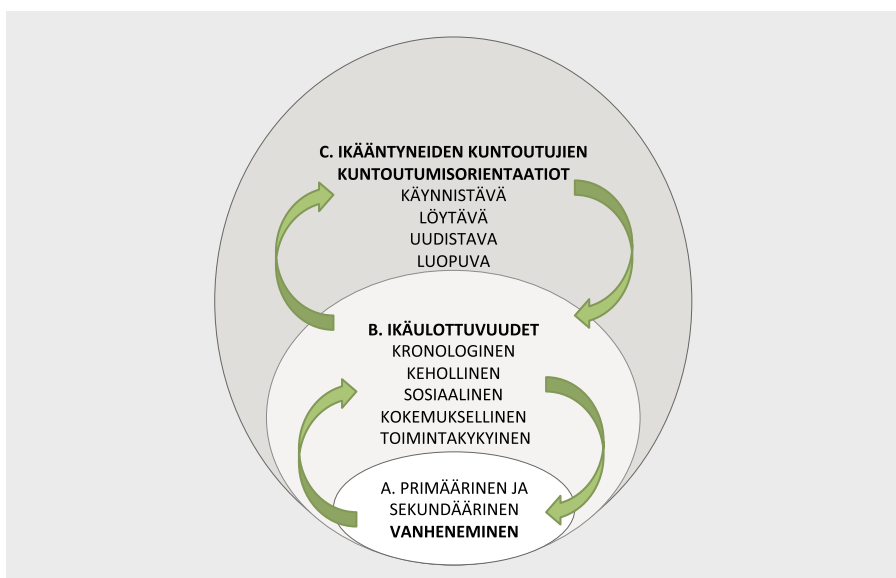 C. IKÄÄNTYNEIDEN KUNTOUTUJIEN
KUNTOUTUMISORIENTAATIOT
KÄYNNISTÄVÄ
LÖYTÄVÄ
UUDISTAVA
LUOPUVA
B. IKÄULOTTUVUUDET
KRONOLOGINEN
KEHOLLINEN
SOSIAALINEN
KOKEMUKSELLINEN
TOIMINTAKYKYINEN
A. PRIMÄÄRINEN JA
SEKUNDÄÄRINEN
VANHENEMINEN